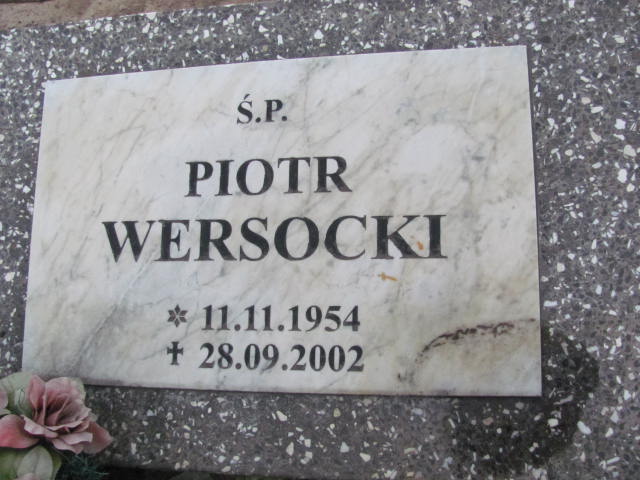 Ś.P.
PIOTR
WERSOCKI
✡ 11.11.1954
✝ 28.09.2002